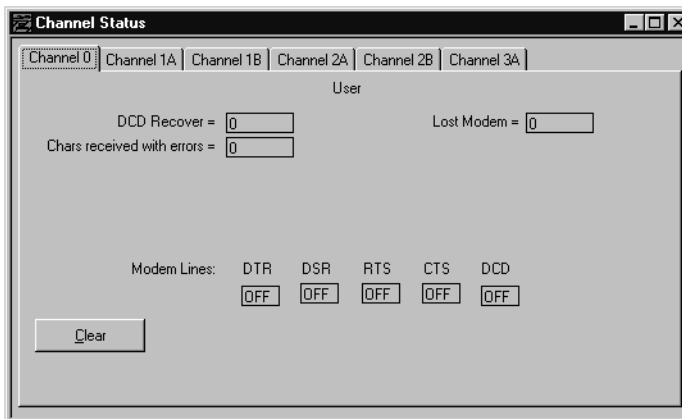 Channel Status
Channel 0 Channel 1A Channel 1B Channel 2A Channel 2B Channel 3A
User
DCD Recover = 0 Lost Modem = 0
Chars received with errors = 0
Modem Lines: DTR DSR RTS CTS DCD
OFF OFF OFF OFF OFF
Clear